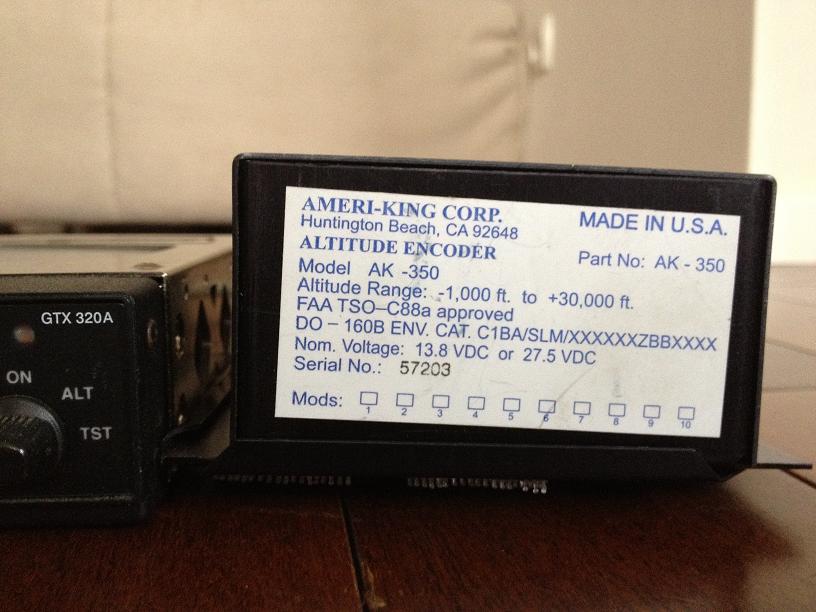 AMERI-KING CORP.
Huntington Beach, CA 92648
MADE IN U.S.A.
ALTITUDE ENCODER
Part No: AK - 350
Model AK -350
Altitude Range: -1,000 ft. to +30,000 ft.
FAA TSO-C88a approved
DO - 160B ENV. CAT. C1BA/SLM/XXXXXXZBBXXXX
Nom. Voltage: 13.8 VDC or 27.5 VDC
Serial No.: 57203
Mods: 1 2 3 4 5 6 7 8 9 10
GTX 320A
ON
ALT
TST